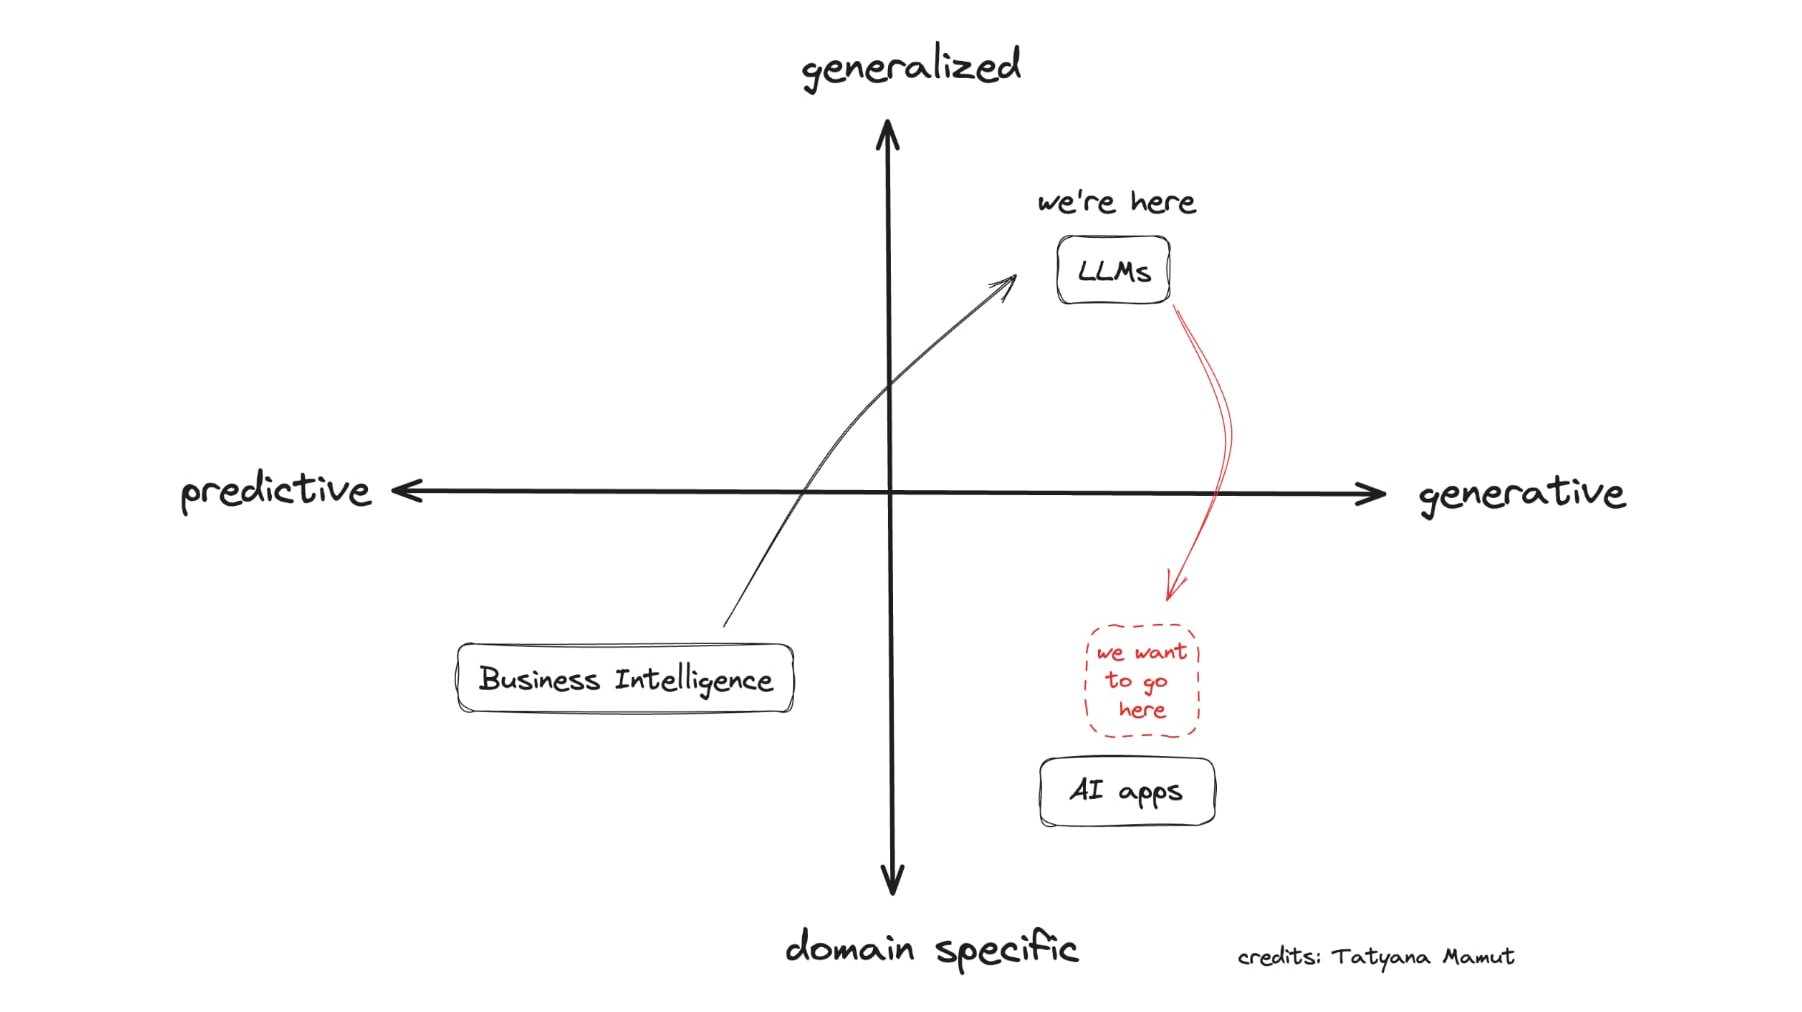 generalized
we're here
LLMs
predictive
generative
Business Intelligence
we want
to go
here
AI apps
domain specific
credits: Tatyana Mamut